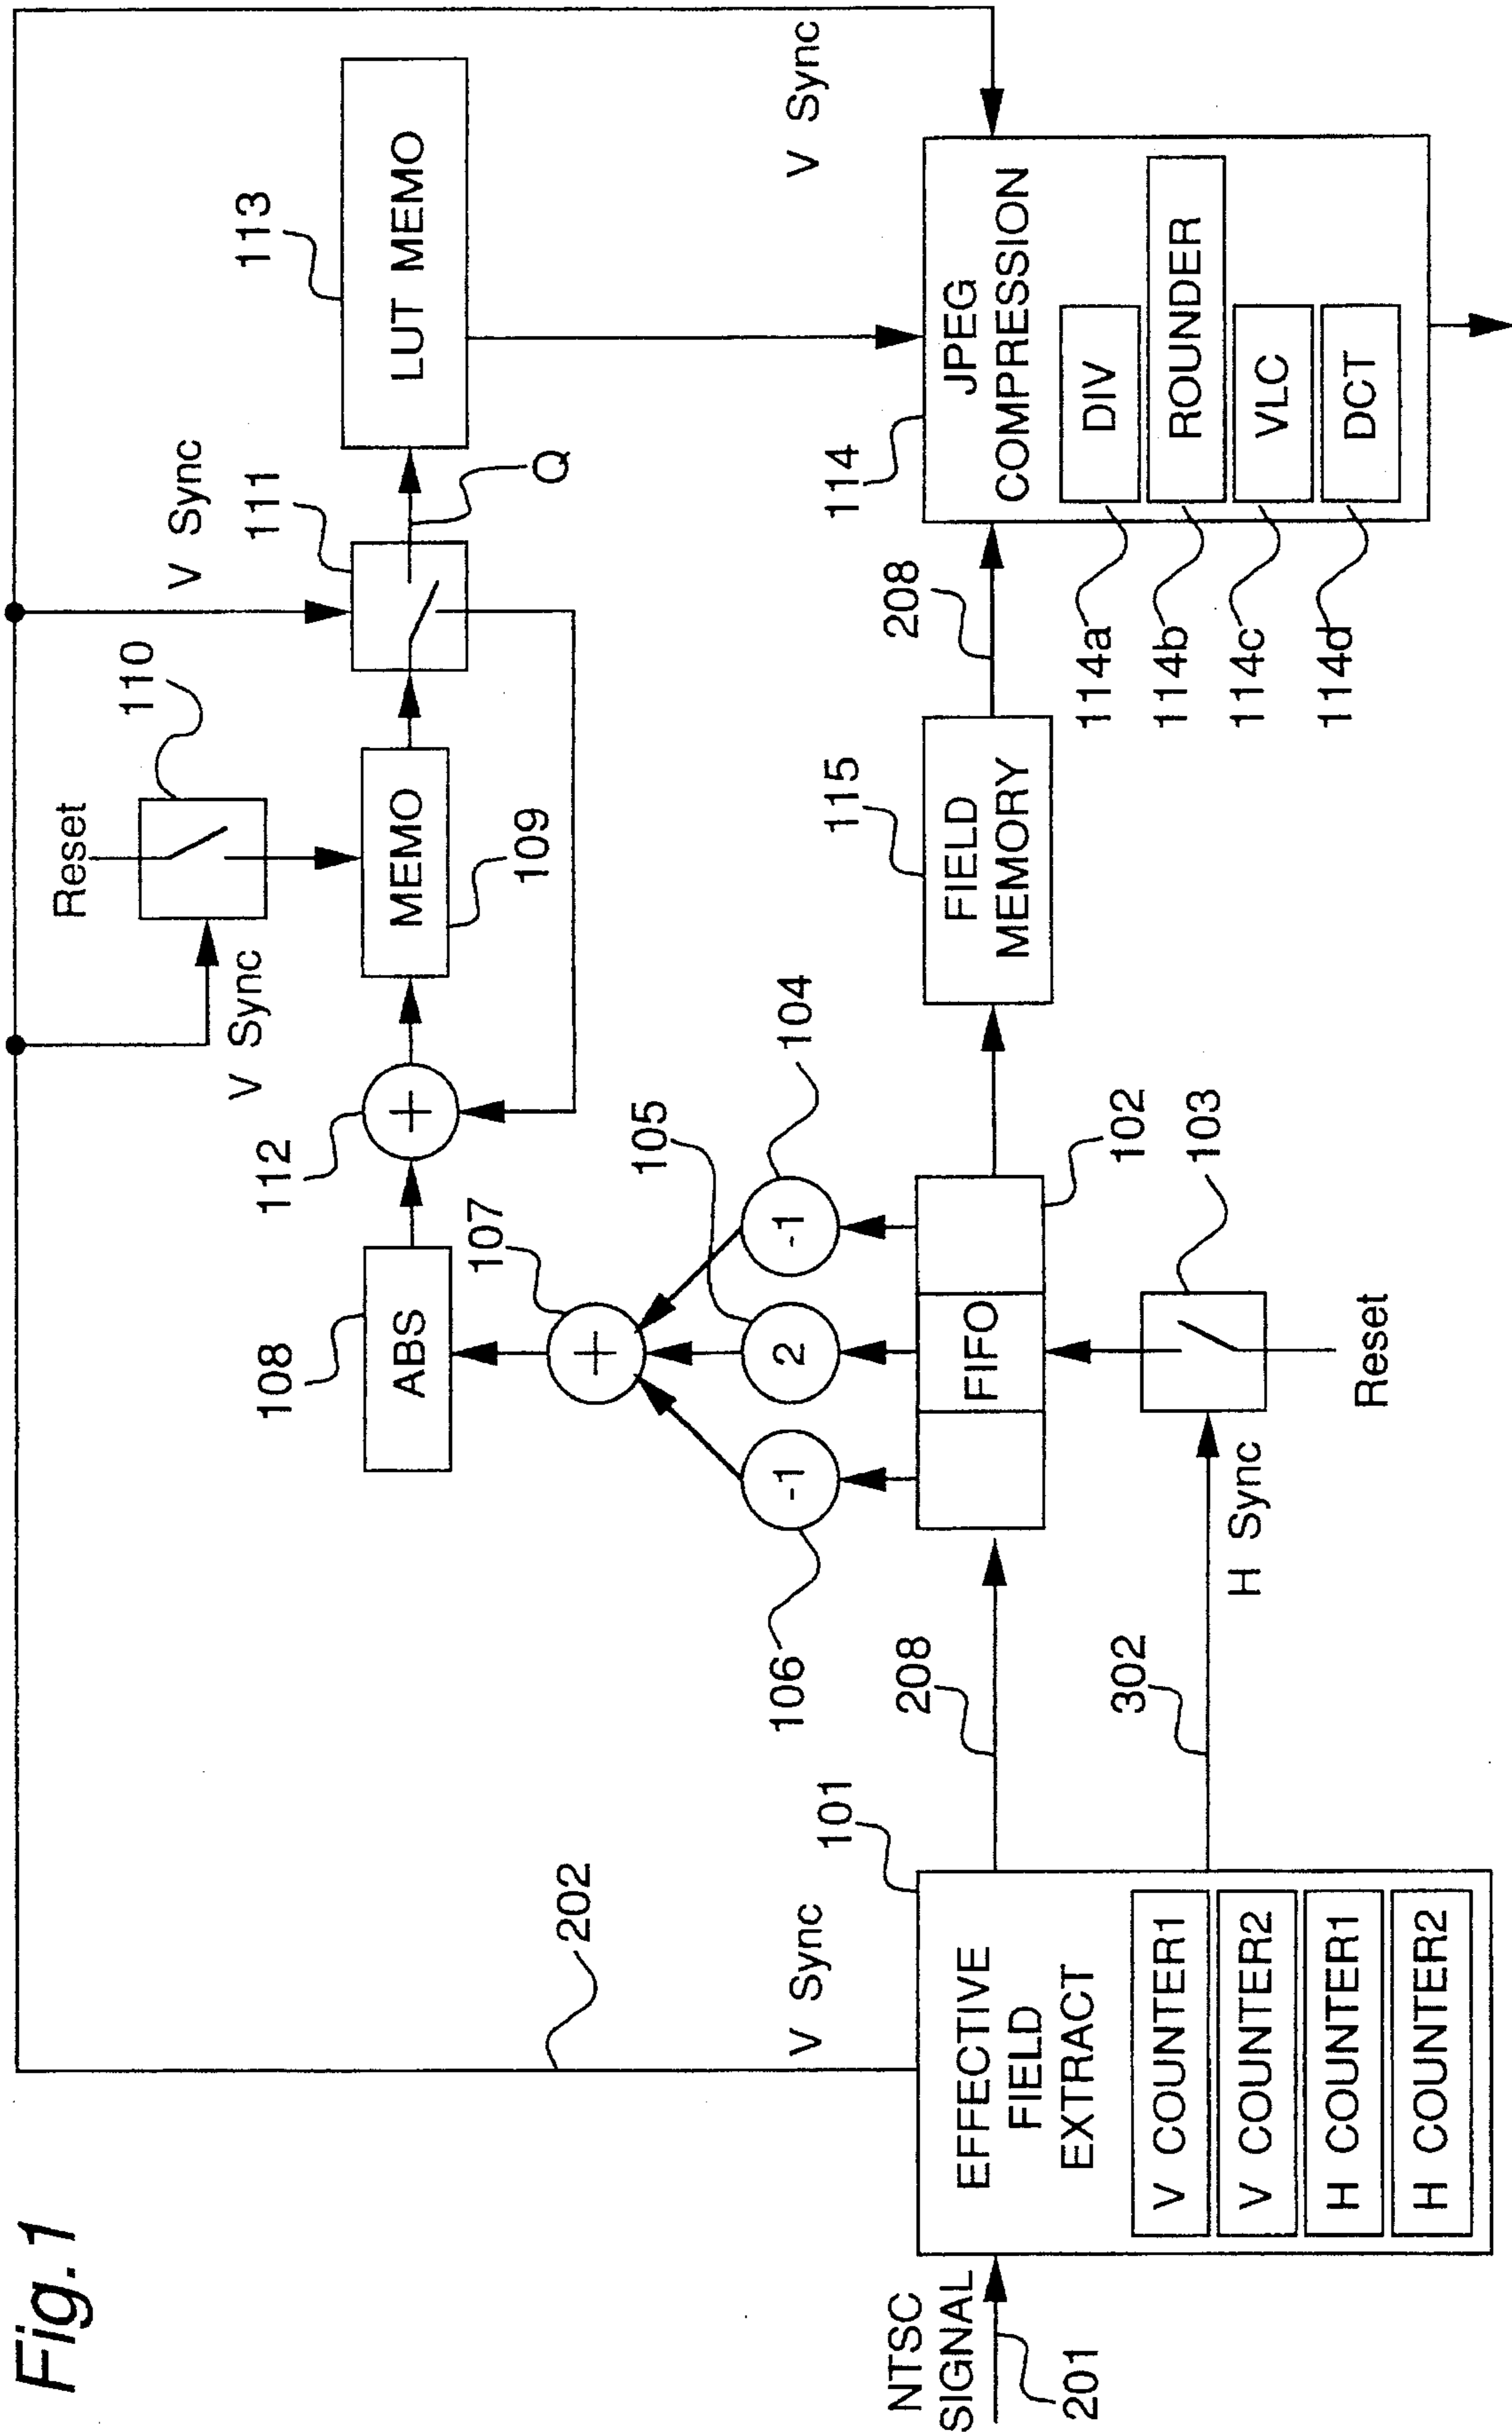 Fig.1
NTSC
SIGNAL
201
EFFECTIVE
FIELD
EXTRACT
V COUNTER1
V COUNTER2
H COUNTER1
H COUNTER2
101
V Sync
202
208
302
H Sync
Reset
103
102
FIFO
-1
2
-1
106
105
104
+
107
ABS
108
+
112
MEMO
109
Reset
110
V Sync
V Sync
111
Q
LUT MEMO
113
FIELD
MEMORY
115
208
V Sync
JPEG
COMPRESSION
114
DIV
ROUNDER
VLC
DCT
114a
114b
114c
114d